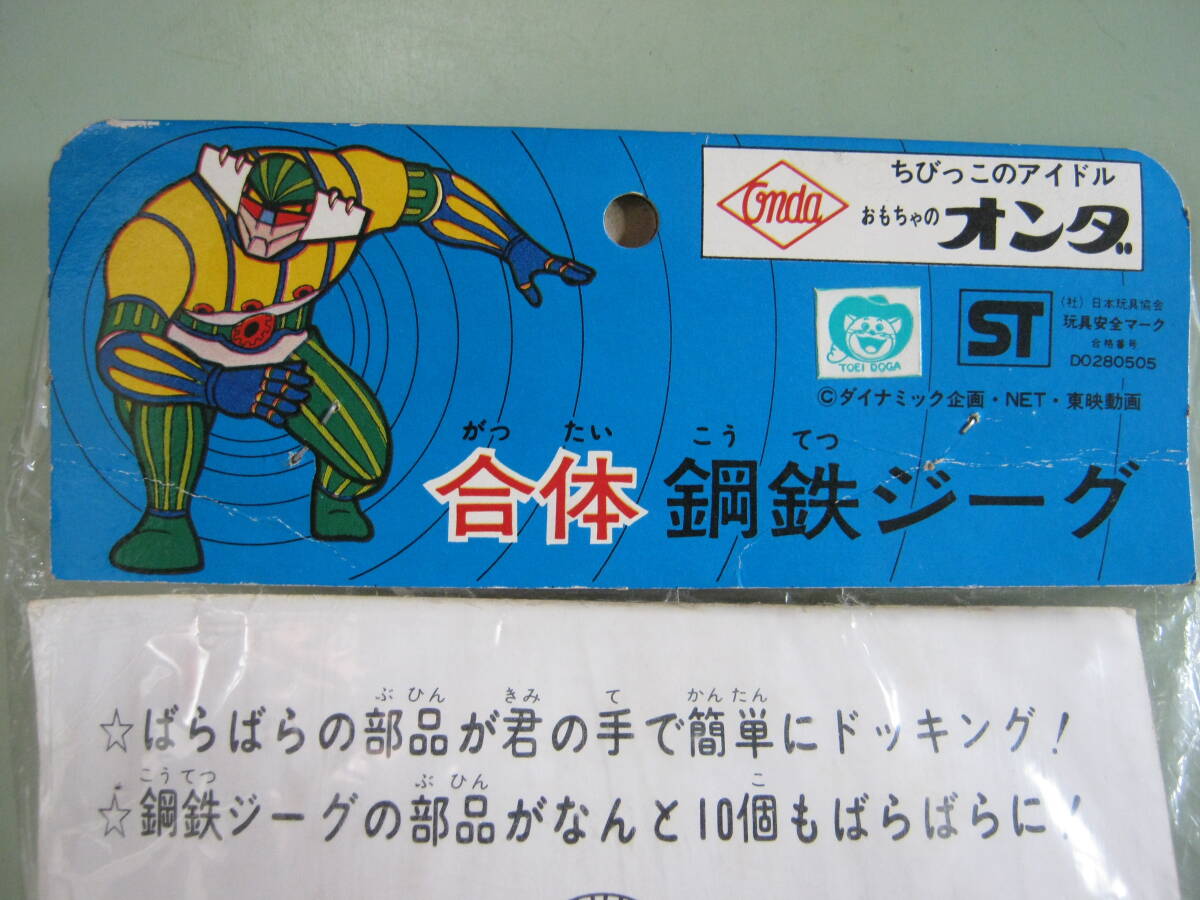 Onda
ちびっこのアイドル
おもちゃの オンダ
TOEI DOGA
ST
(社)日本玩具協会
玩具安全マーク
合格番号
DO280505
©ダイナミック企画・NET・東映動画
がっ たい こう てつ
合体 鋼鉄ジーグ
ぶ ひん きみ て かんたん
☆ばらばらの部品が君の手で簡単にドッキング!
こう てつ ぶ ひん こ
☆鋼鉄ジーグの部品がなんと10個もばらばらに!